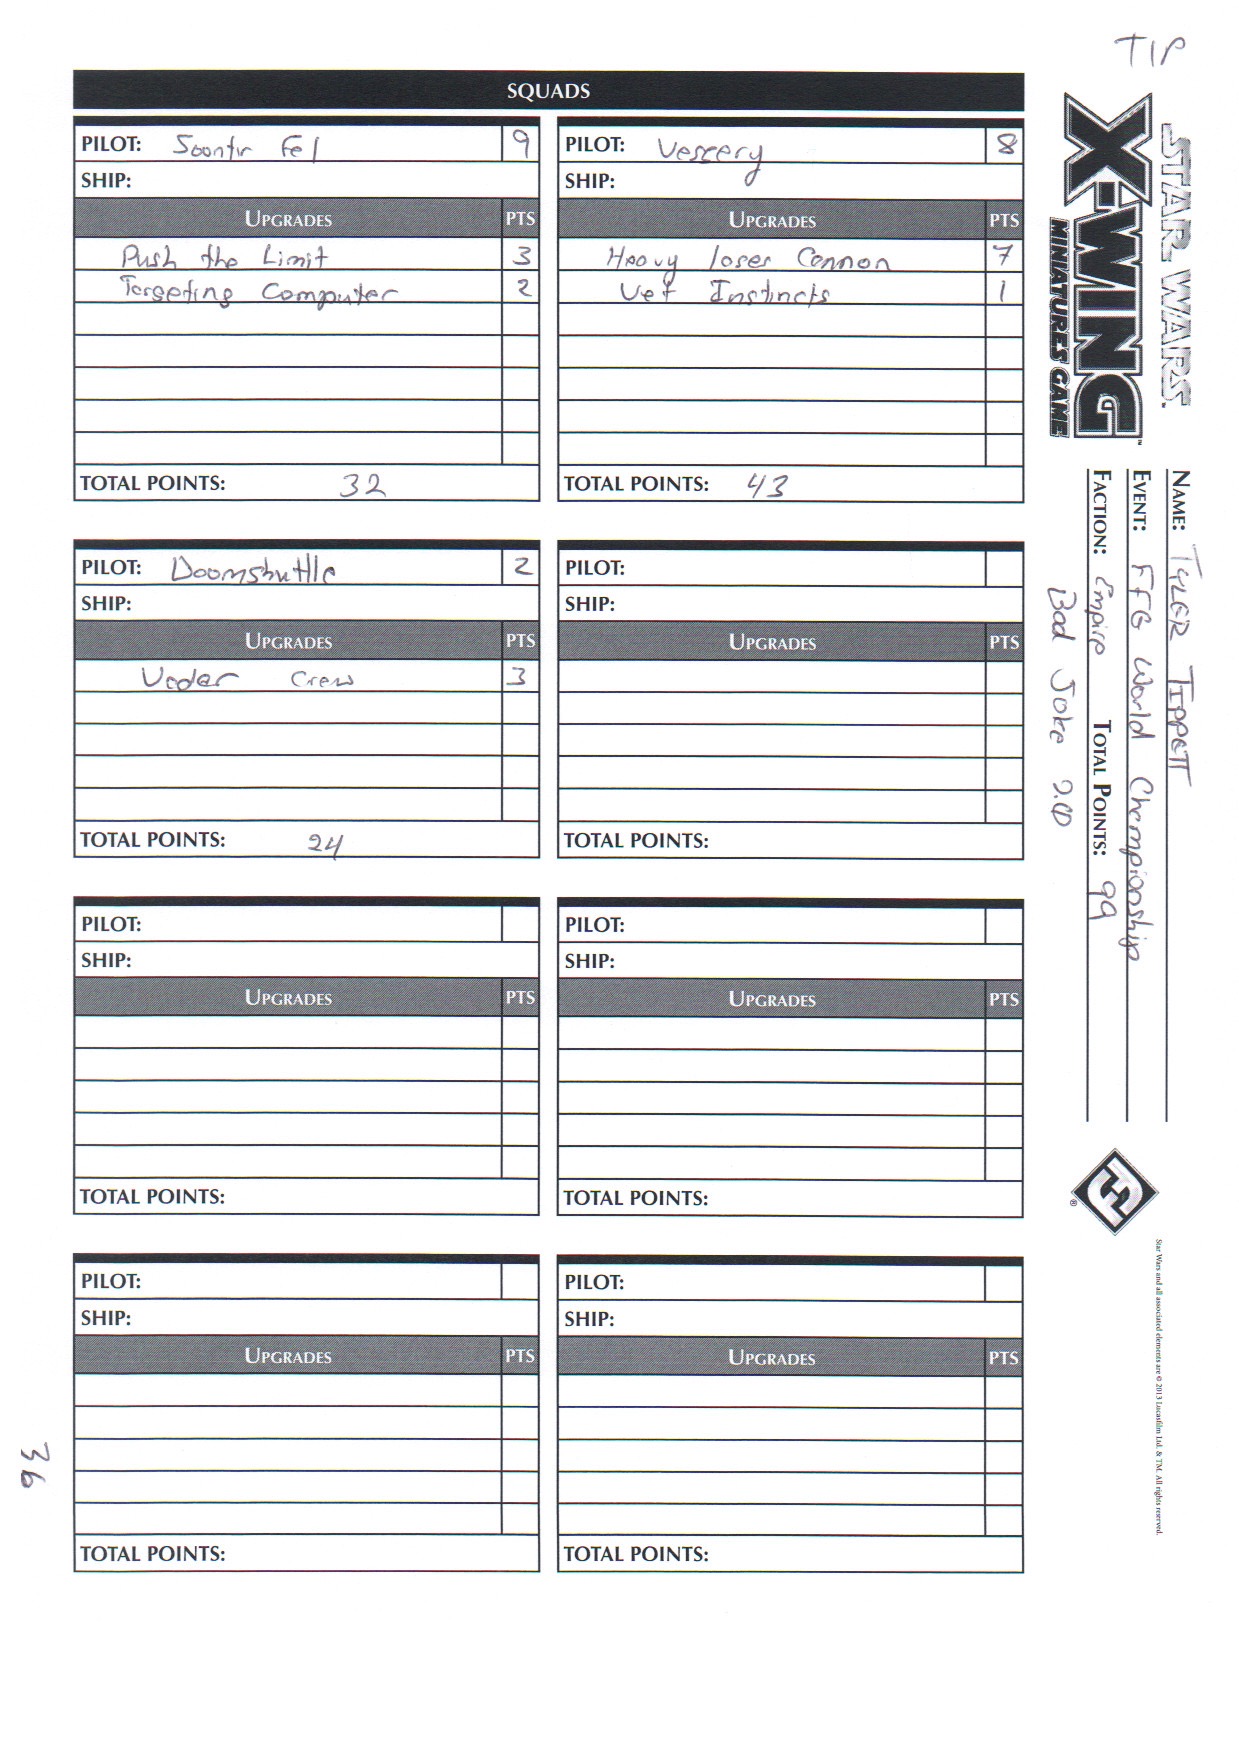 TIP
SQUADS
PILOT: Soontir Fel 9
SHIP:
UPGRADES PTS
Push the Limit 3
Targeting Computer 2
TOTAL POINTS: 32
PILOT: Vessery 8
SHIP:
UPGRADES PTS
Heavy laser Cannon 7
Vet Instincts 1
TOTAL POINTS: 43
PILOT: Doomshuttle 2
SHIP:
UPGRADES PTS
Vader Crew 3
TOTAL POINTS: 24
PILOT:
SHIP:
UPGRADES PTS
TOTAL POINTS:
PILOT:
SHIP:
UPGRADES PTS
TOTAL POINTS:
PILOT:
SHIP:
UPGRADES PTS
TOTAL POINTS:
PILOT:
SHIP:
UPGRADES PTS
TOTAL POINTS:
PILOT:
SHIP:
UPGRADES PTS
TOTAL POINTS:
STAR WARS
X-WING
MINIATURES GAME
NAME: TYLER TIPPETT
EVENT: FFG World Championship
FACTION: Empire TOTAL POINTS: 99
Bad Joke 2.0
Star Wars and all associated elements are © 2013 Lucasfilm Ltd. & TM. All rights reserved.
36